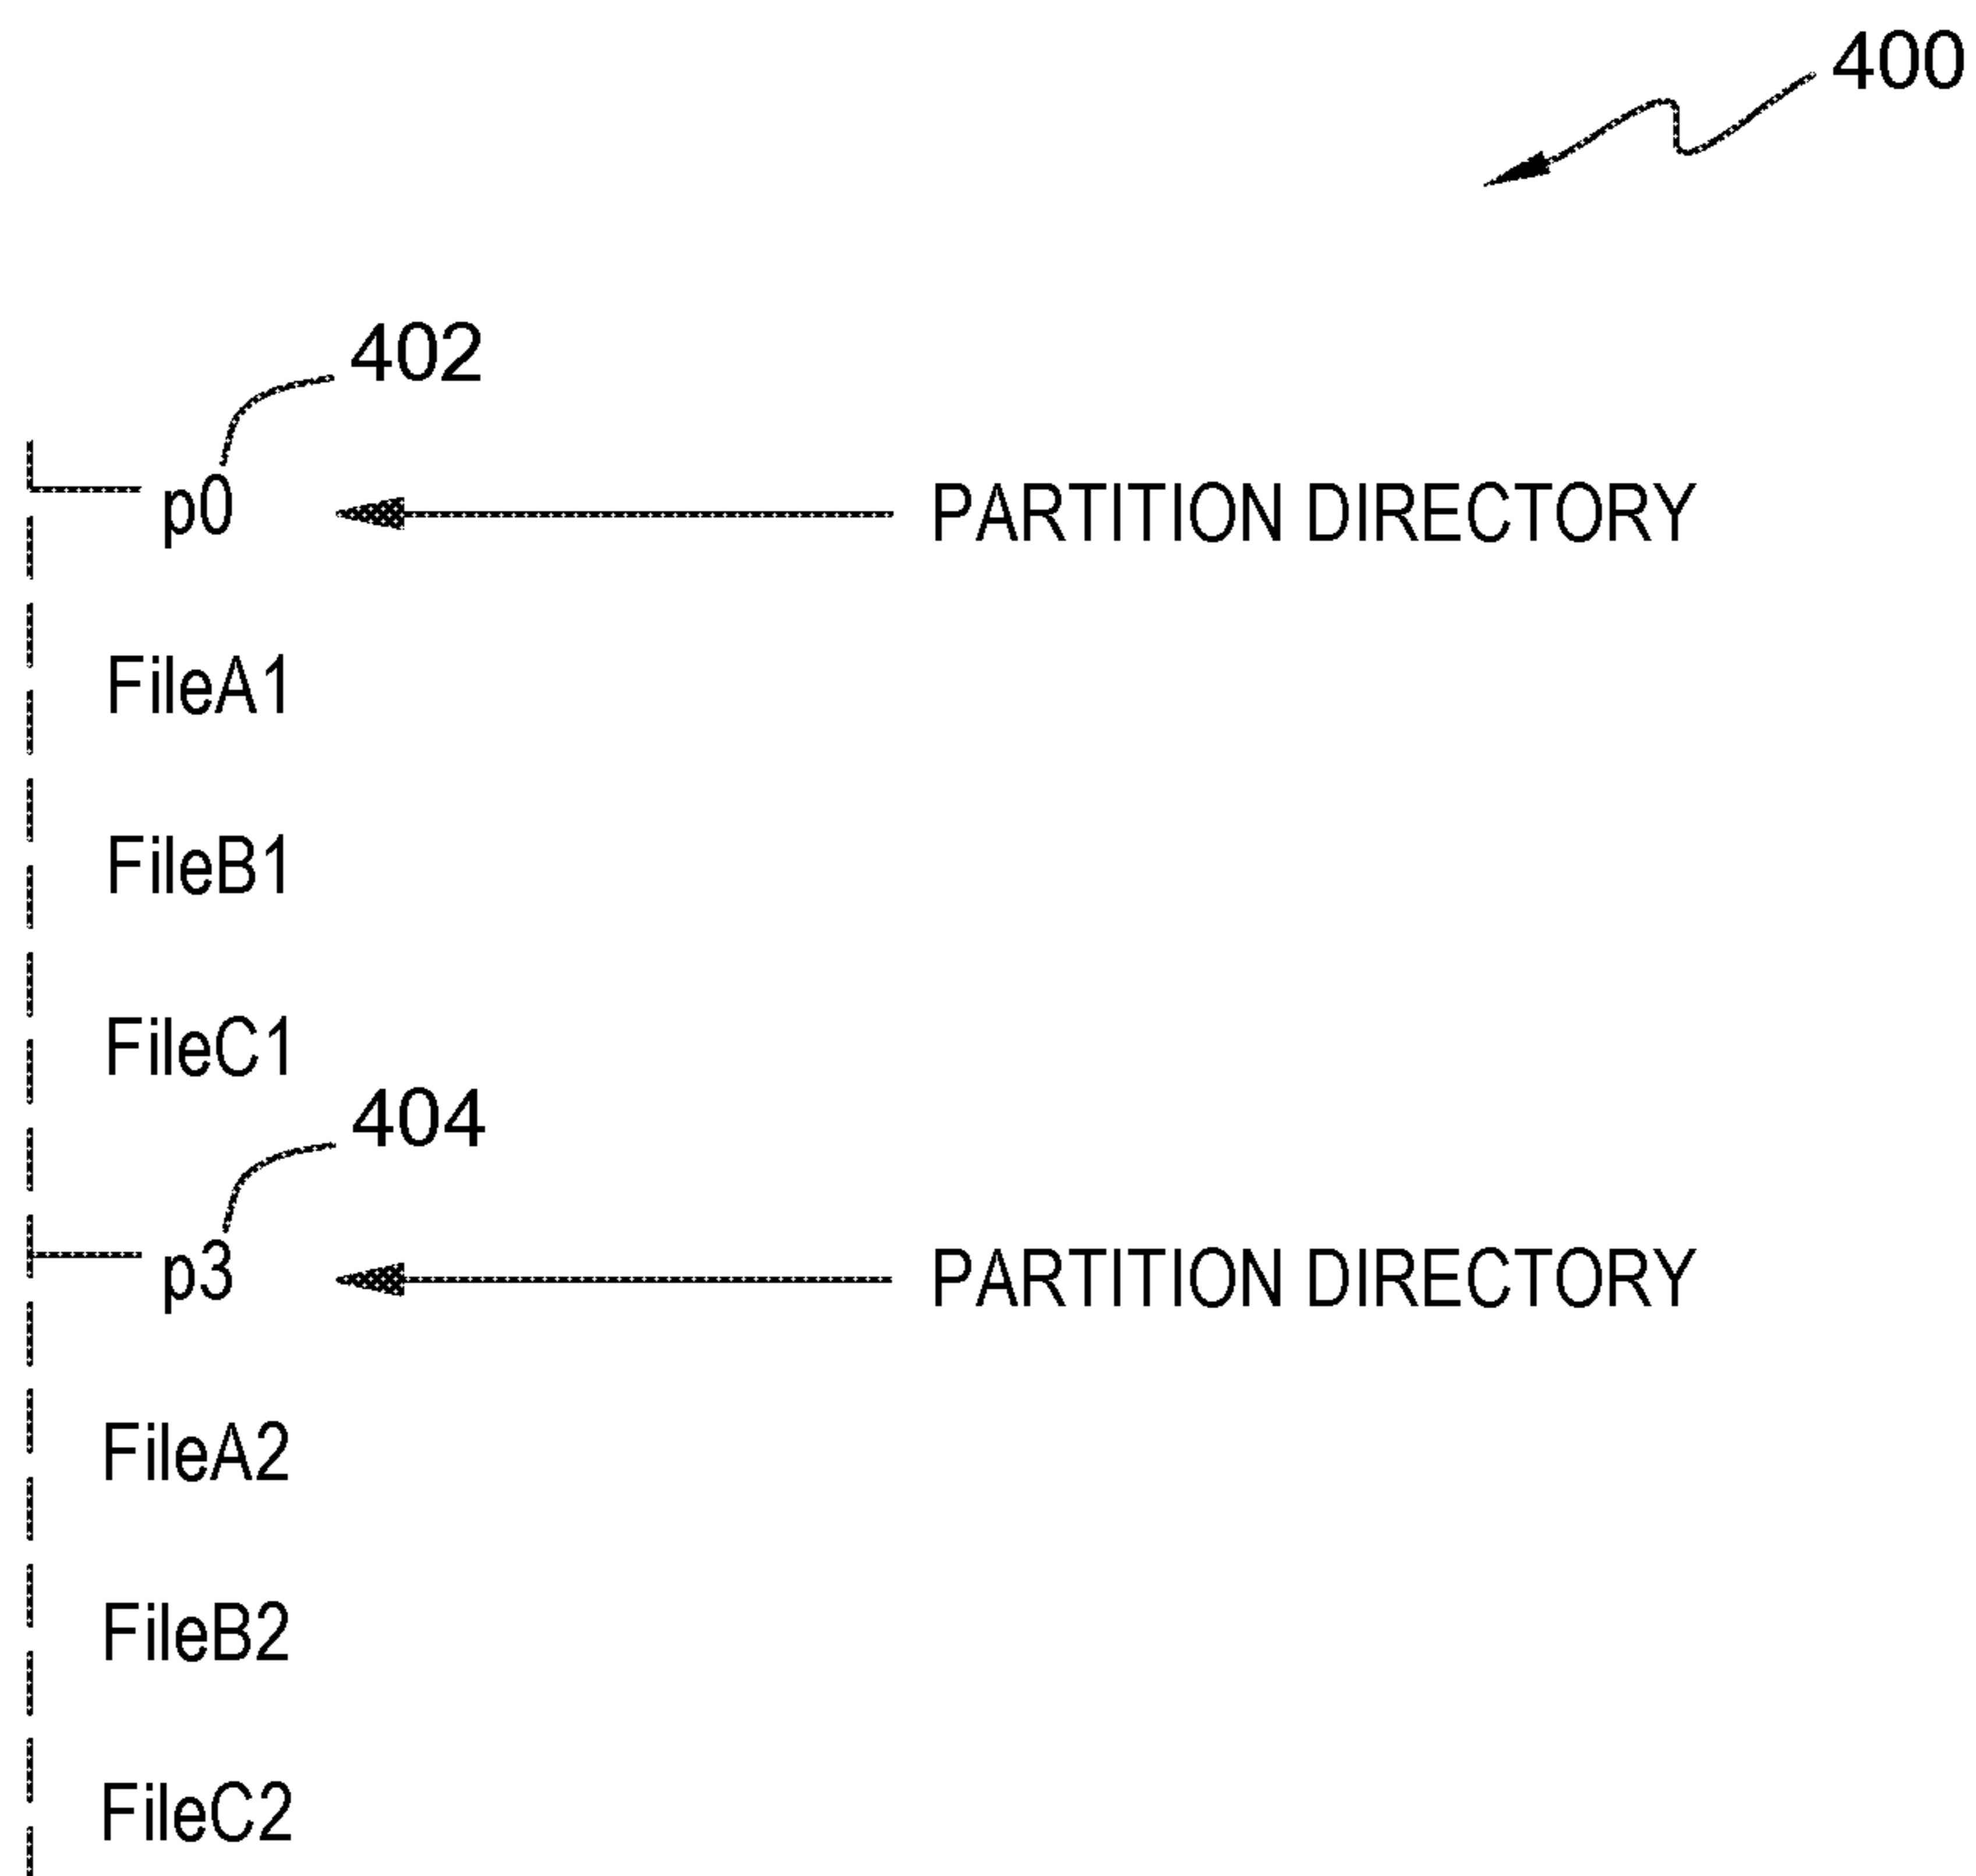 400
402
p0 PARTITION DIRECTORY
FileA1
FileB1
FileC1
404
p3 PARTITION DIRECTORY
FileA2
FileB2
FileC2